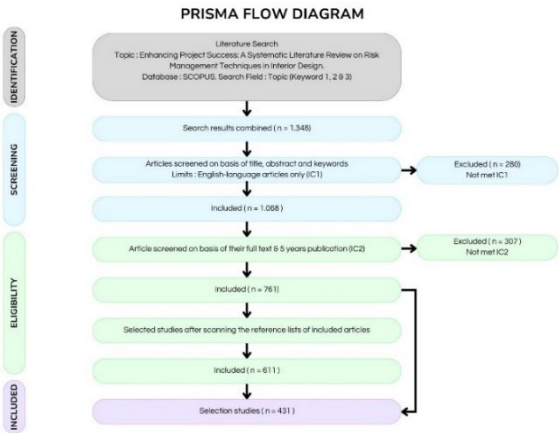 PRISMA FLOW DIAGRAM
IDENTIFICATION
Literature Search
Topic : Enhancing Project Success: A Systematic Literature Review on Risk
Management Techniques in Interior Design.
Database : SCOPUS. Search Field : Topic (Keyword 1, 2 & 3)
SCREENING
Search results combined ( n = 1,348)
Articles screened on basis of title, abstract and keywords
Limits : English-language articles only (IC1)
Excluded ( n = 280)
Not met IC1
Included ( n = 1.068 )
ELIGIBILITY
Article screened on basis of their full text & 5 years publication (IC2)
Excluded ( n = 307 )
Not met IC2
Included ( n = 761)
Selected studies after scanning the reference lists of included articles
Included ( n = 611 )
INCLUDED
Selection studies ( n = 431 )